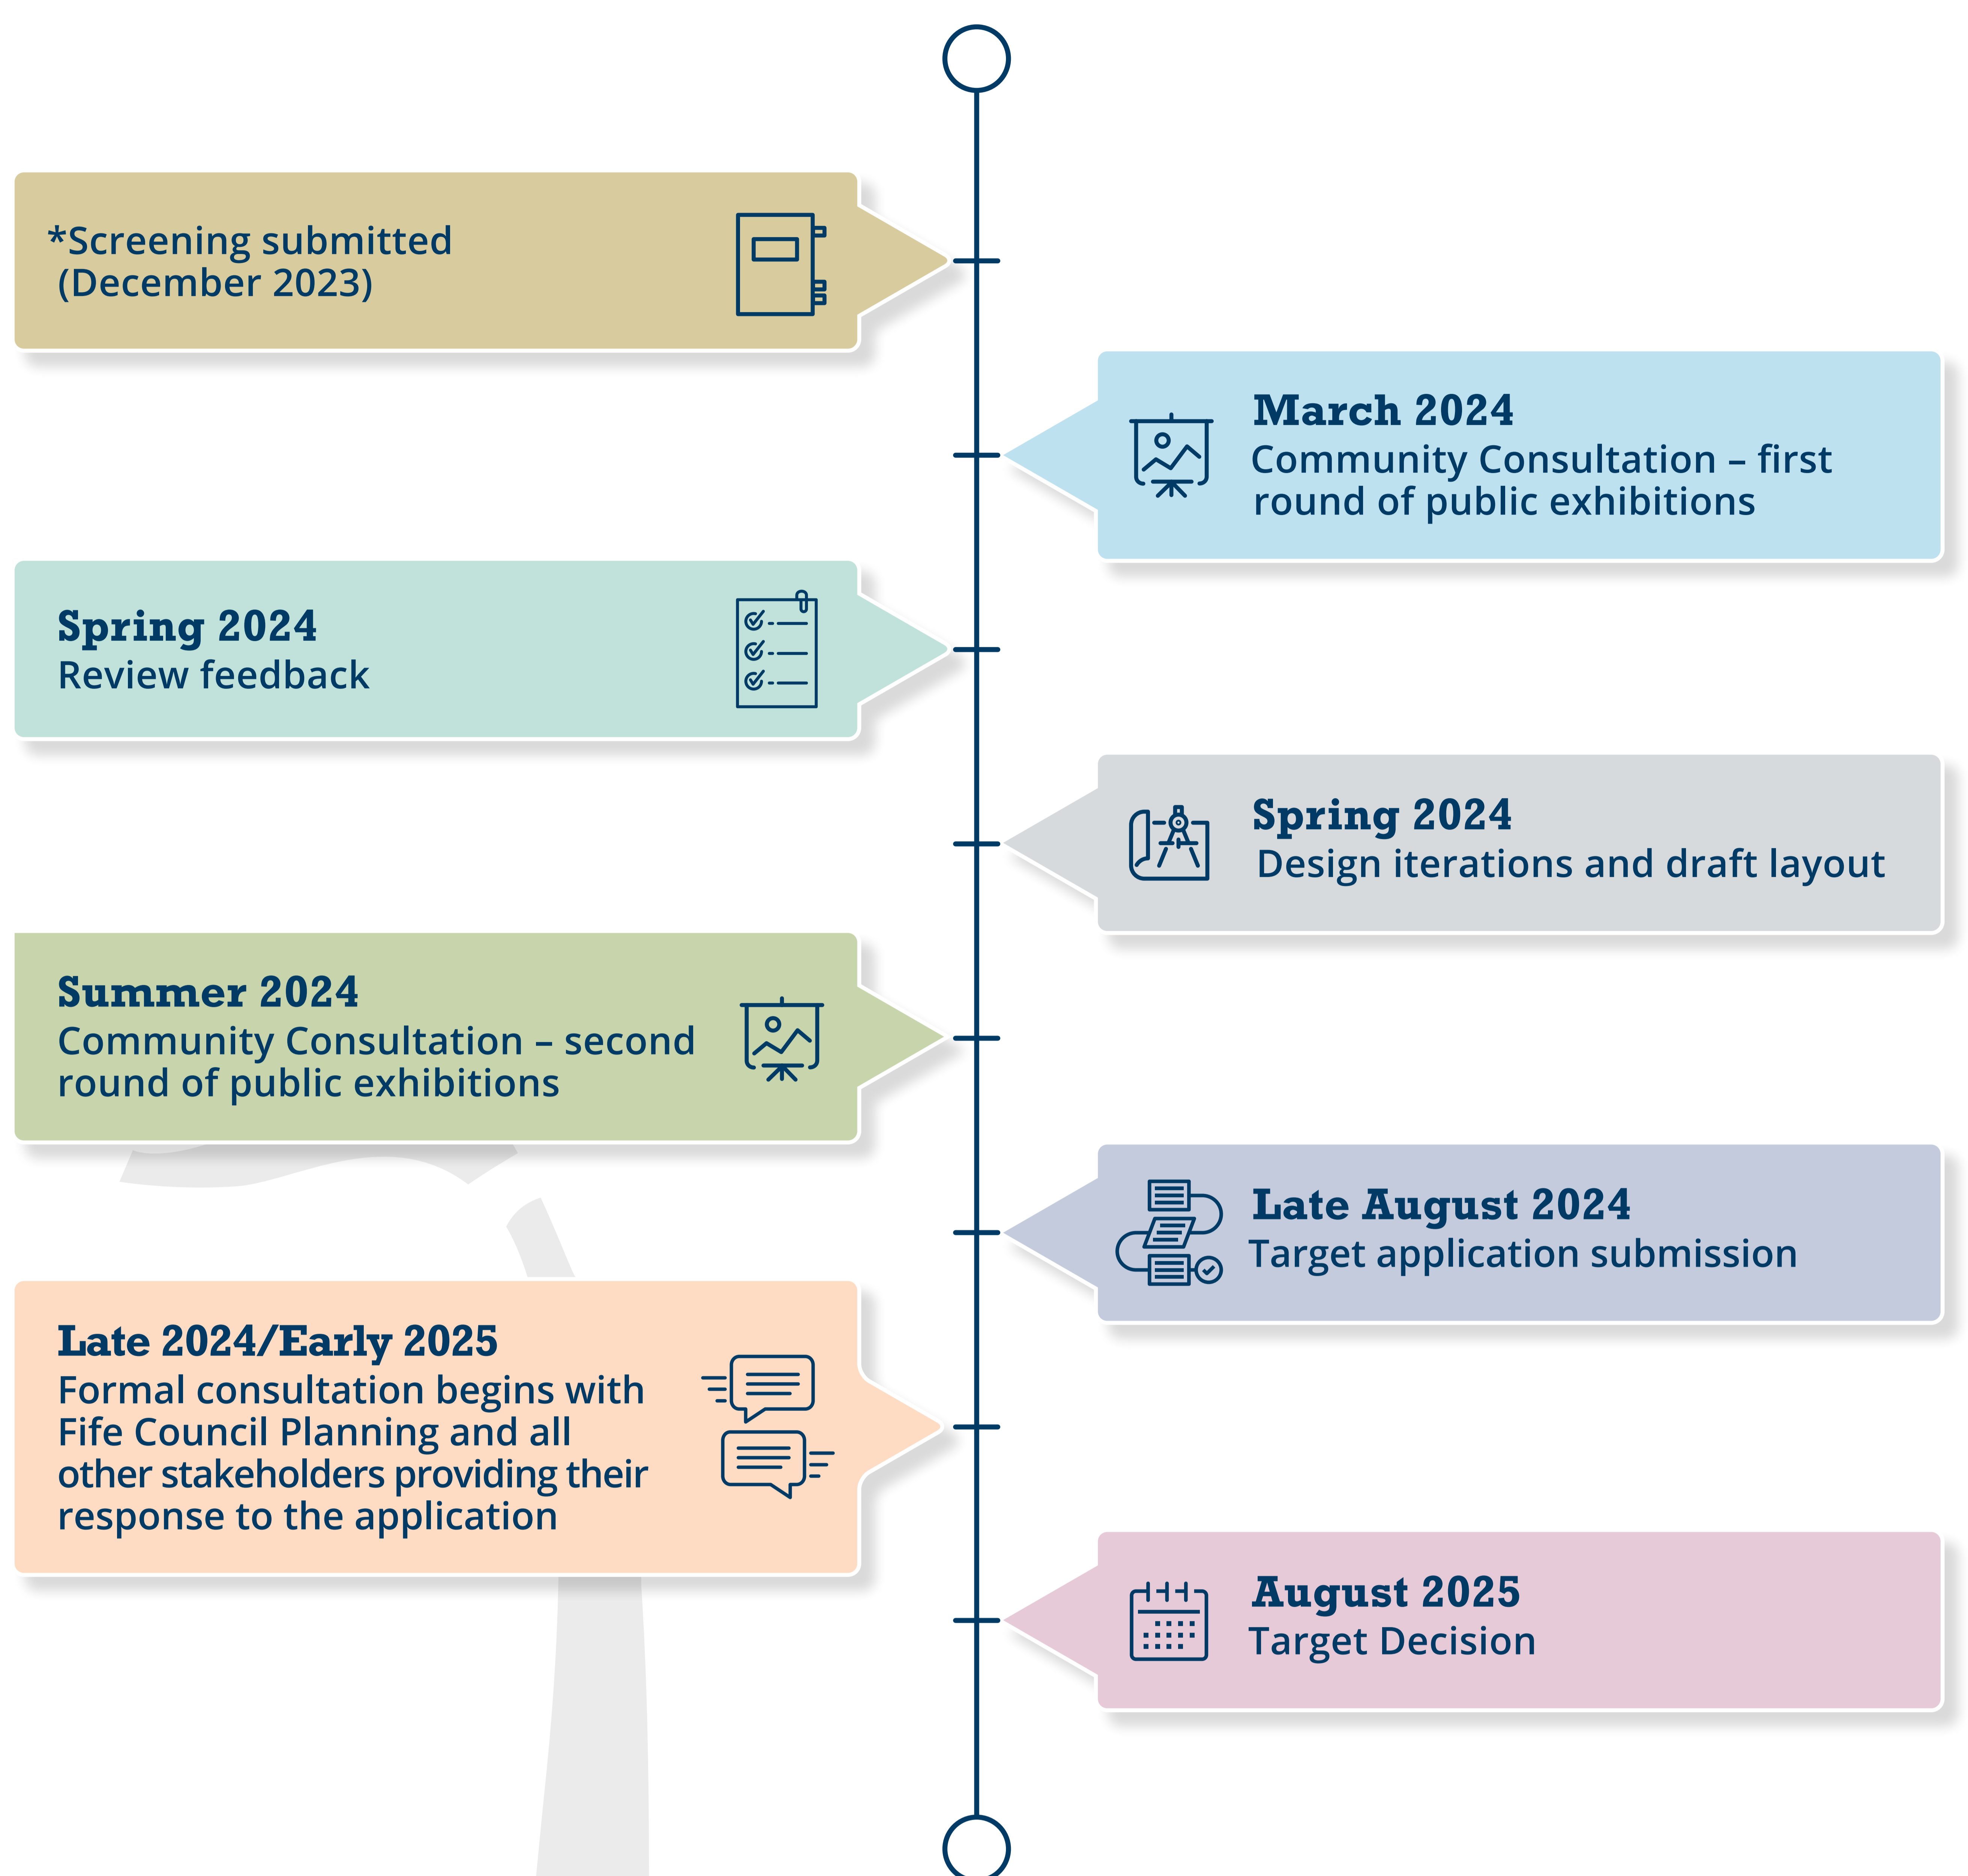 *Screening submitted
(December 2023)
March 2024
Community Consultation – first
round of public exhibitions
Spring 2024
Review feedback
Spring 2024
Design iterations and draft layout
Summer 2024
Community Consultation – second
round of public exhibitions
Late August 2024
Target application submission
Late 2024/Early 2025
Formal consultation begins with
Fife Council Planning and all
other stakeholders providing their
response to the application
August 2025
Target Decision